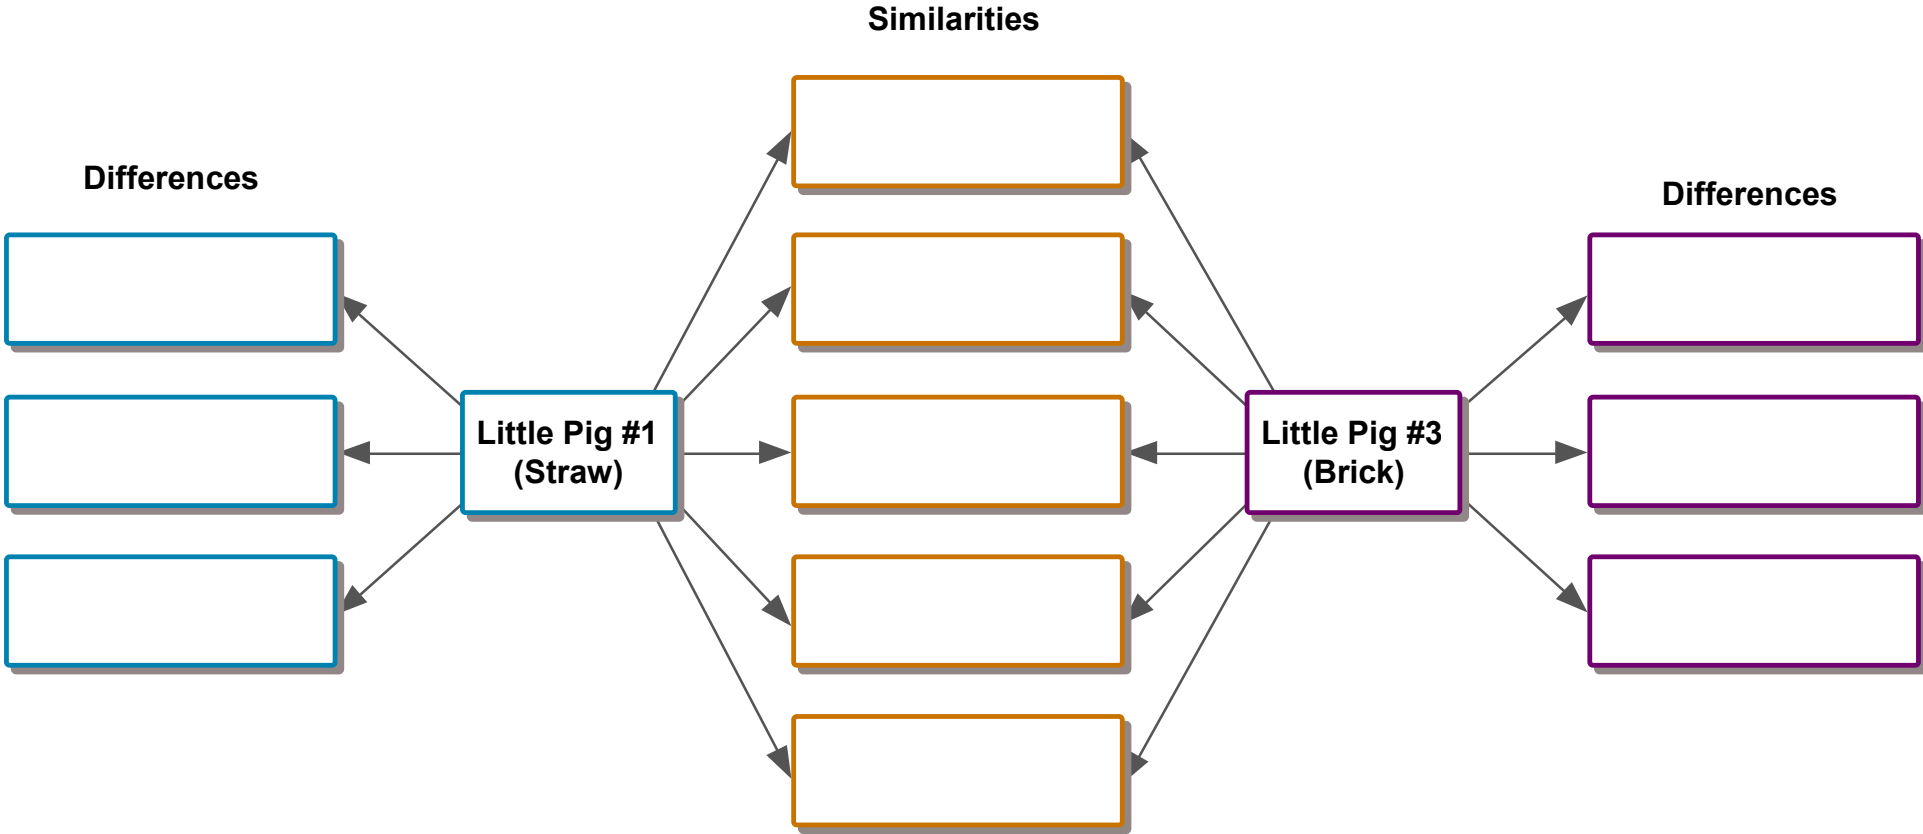 Similarities
Differences
Differences
Little Pig #1
(Straw)
Little Pig #3
(Brick)